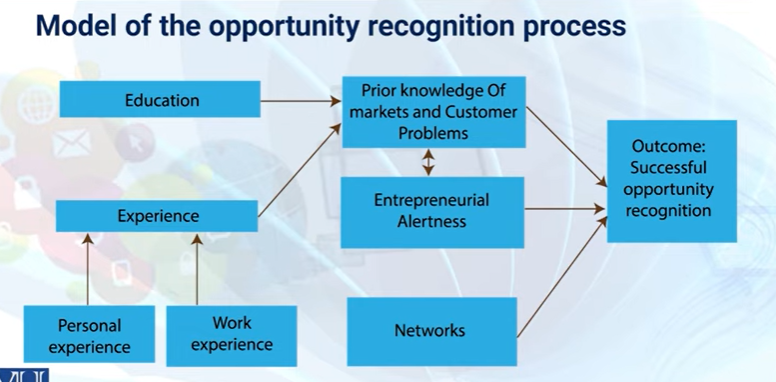 Model of the opportunity recognition process
Education
Prior knowledge Of
markets and Customer
Problems
Outcome:
Successful
opportunity
recognition
Experience
Entrepreneurial
Alertness
Personal
experience
Work
experience
Networks